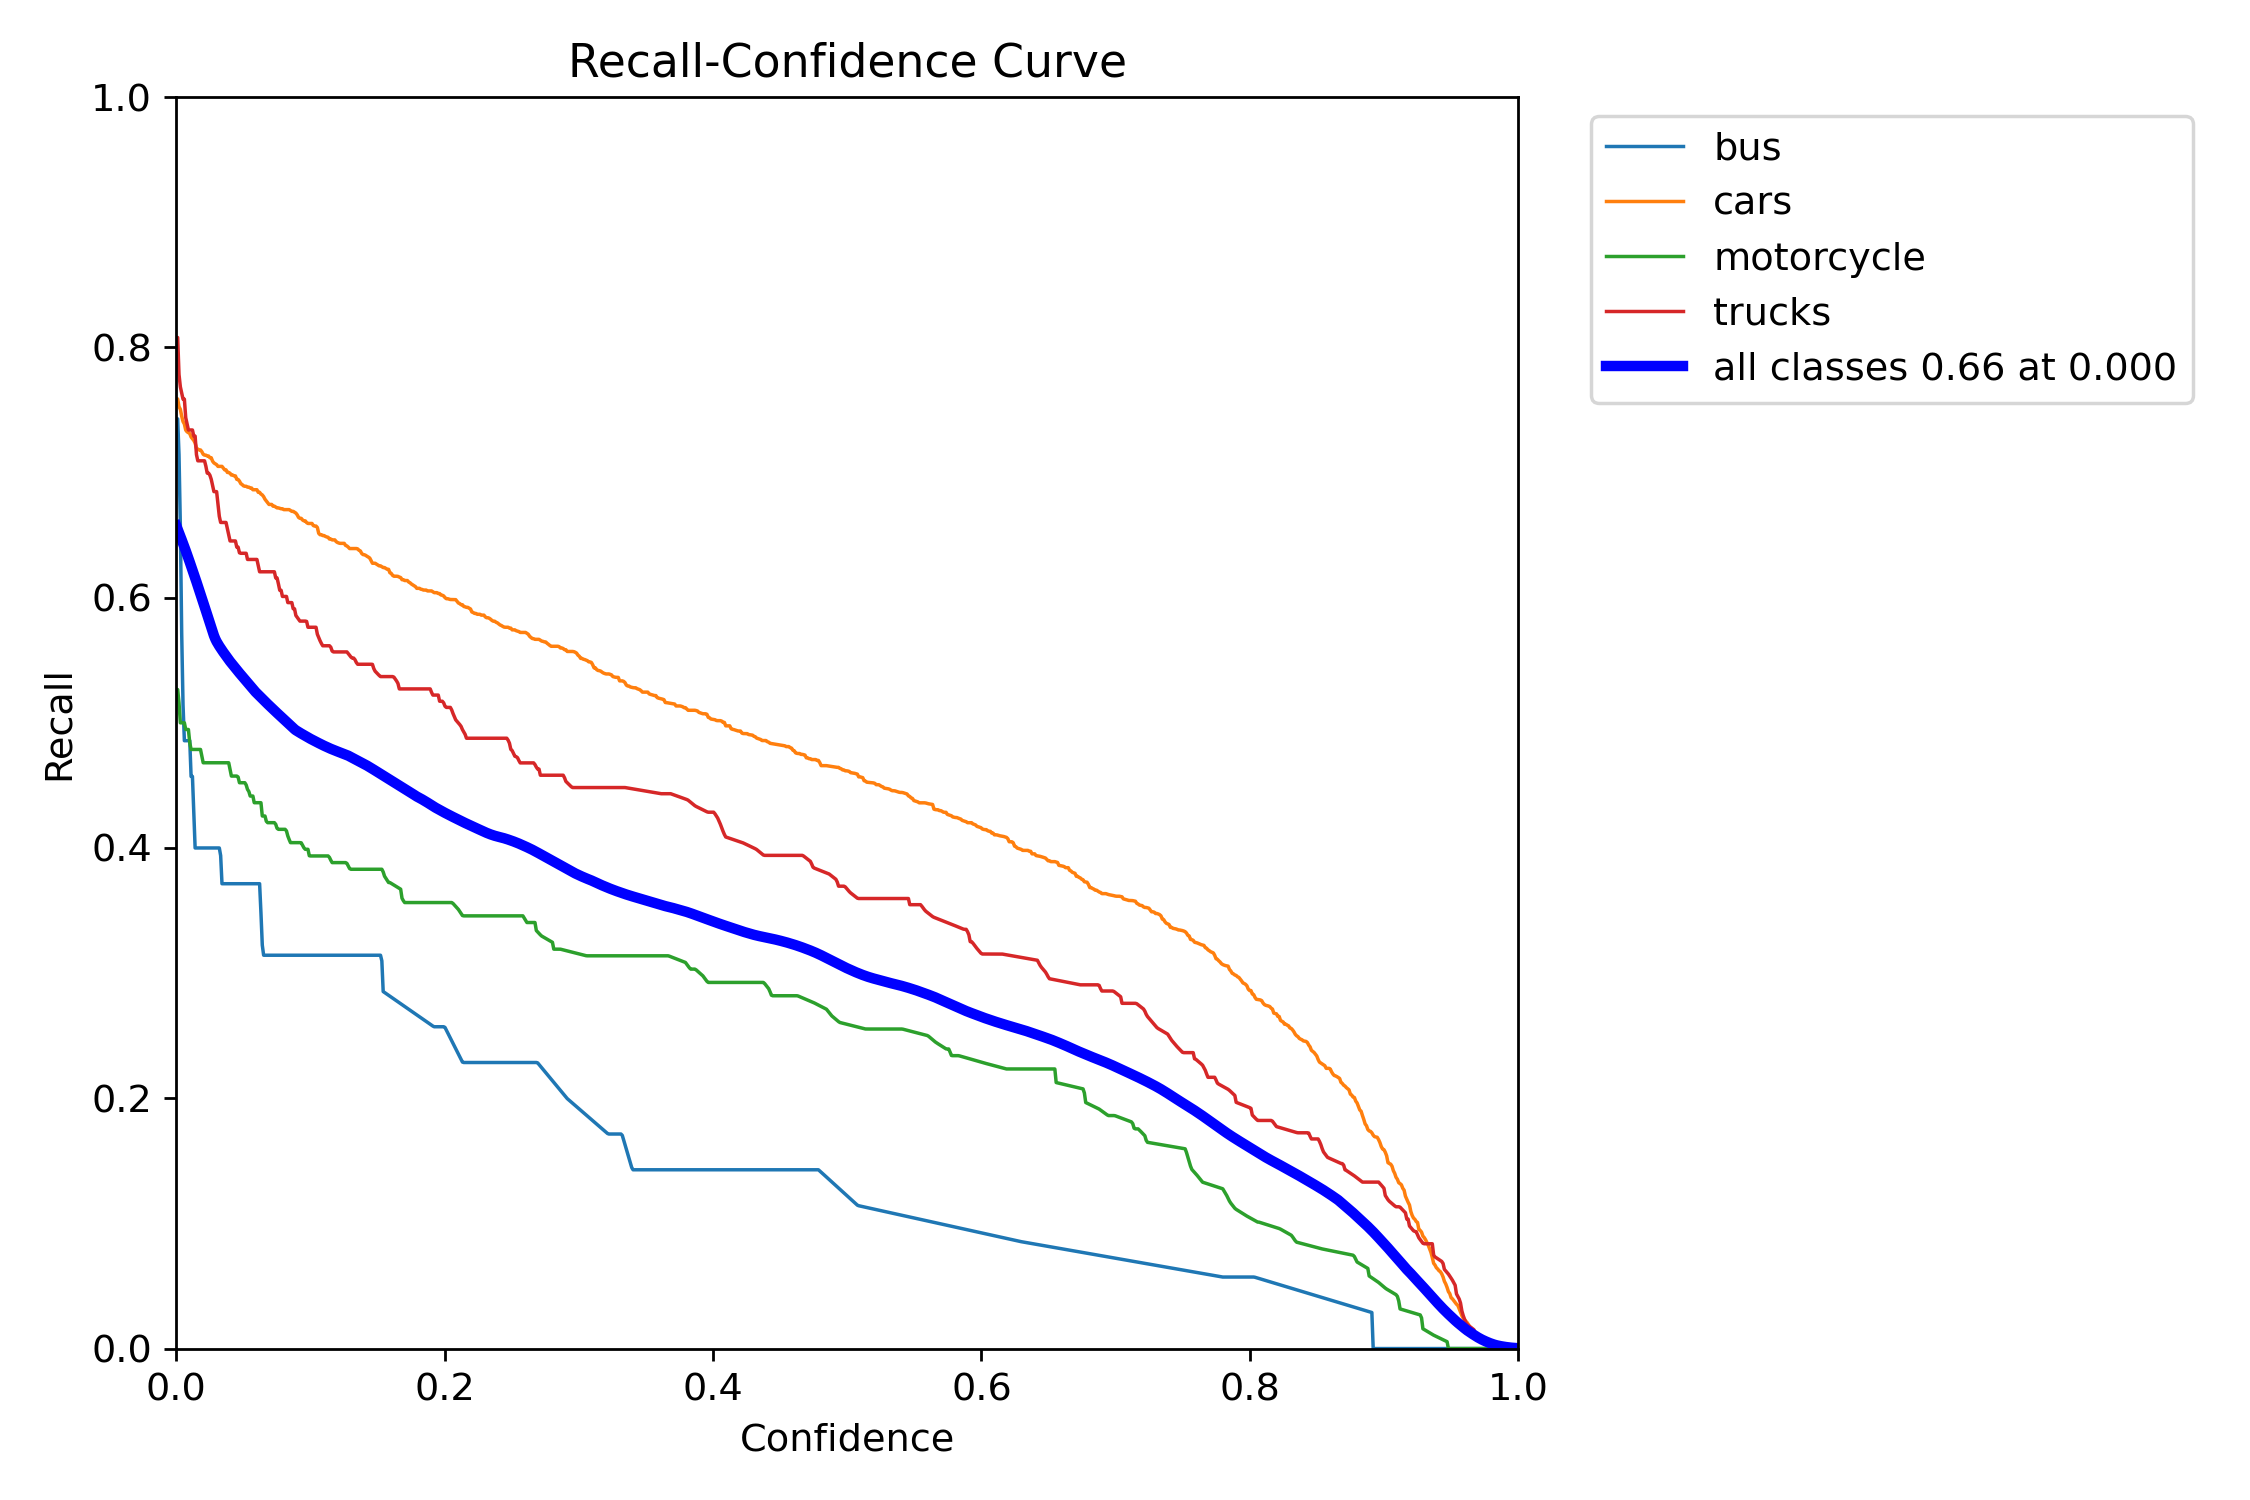 Recall-Confidence Curve
1.0
0.8
0.6
0.4
0.2
0.0
Recall
0.0 0.2 0.4 0.6 0.8 1.0
Confidence
bus
cars
motorcycle
trucks
all classes 0.66 at 0.000